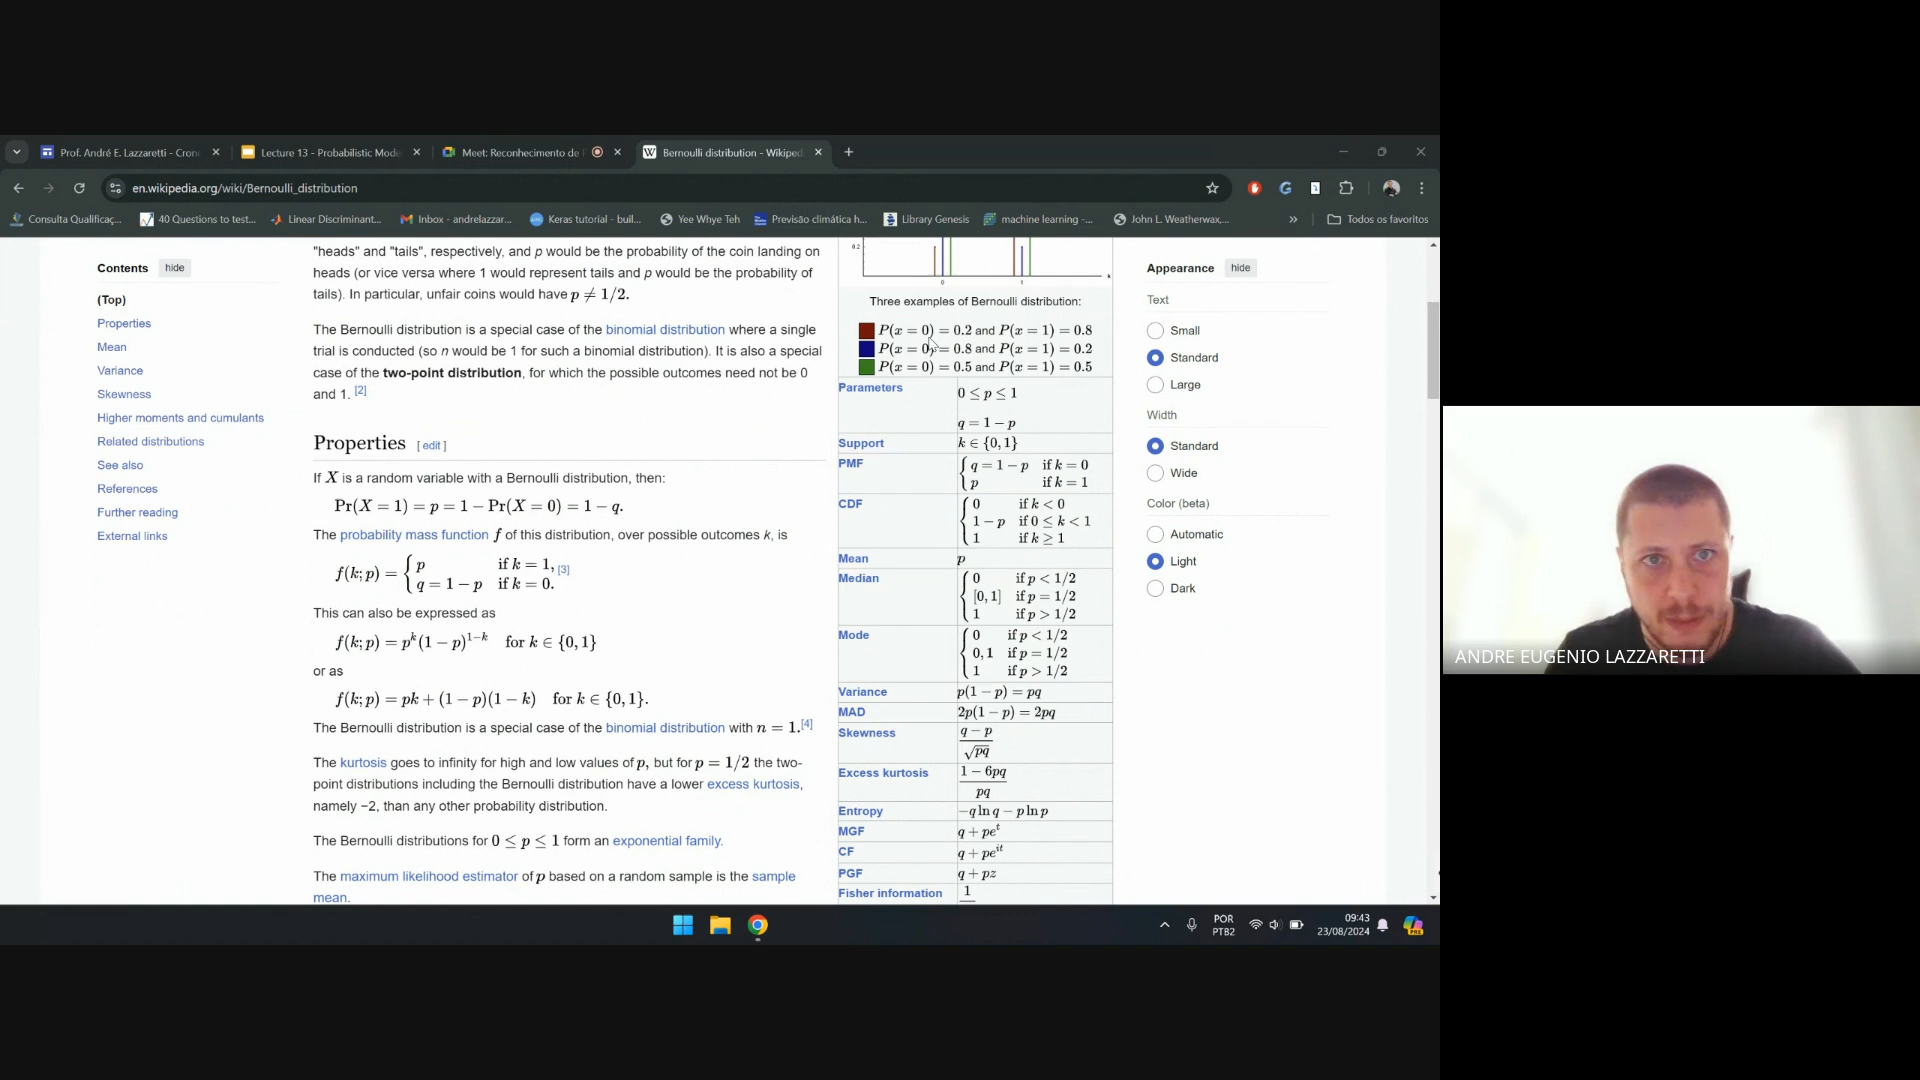 Prof. André E. Lazzaretti - Cron
Lecture 13 - Probabilistic Mode
Meet: Reconhecimento de
Bernoulli distribution - Wikiped
en.wikipedia.org/wiki/Bernoulli_distribution
Consulta Qualificaç...
40 Questions to test...
Linear Discriminant...
Inbox - andrelazzar...
Keras tutorial - buil...
Yee Whye Teh
Previsão climática h...
Library Genesis
machine learning -...
John L. Weatherwax,...
»
Todos os favoritos
Contents
hide
(Top)
Properties
Mean
Variance
Skewness
Higher moments and cumulants
Related distributions
See also
References
Further reading
External links
"heads" and "tails", respectively, and p would be the probability of the coin landing on
heads (or vice versa where 1 would represent tails and p would be the probability of
tails). In particular, unfair coins would have p ≠ 1/2.
The Bernoulli distribution is a special case of the binomial distribution where a single
trial is conducted (so n would be 1 for such a binomial distribution). It is also a special
case of the two-point distribution, for which the possible outcomes need not be 0
and 1. [2]
Properties [ edit ]
If X is a random variable with a Bernoulli distribution, then:
Pr(X = 1) = p = 1 − Pr(X = 0) = 1 − q.
The probability mass function f of this distribution, over possible outcomes k, is
f(k; p) = { p if k = 1, [3]
q = 1 − p if k = 0.
This can also be expressed as
f(k; p) = p^k (1 − p)^{1−k} for k ∈ {0, 1}
or as
f(k; p) = pk + (1 − p)(1 − k) for k ∈ {0, 1}.
The Bernoulli distribution is a special case of the binomial distribution with n = 1.[4]
The kurtosis goes to infinity for high and low values of p, but for p = 1/2 the two-
point distributions including the Bernoulli distribution have a lower excess kurtosis,
namely −2, than any other probability distribution.
The Bernoulli distributions for 0 ≤ p ≤ 1 form an exponential family.
The maximum likelihood estimator of p based on a random sample is the sample
mean.
0.2
0 1 k
Three examples of Bernoulli distribution:
P(x = 0) = 0.2 and P(x = 1) = 0.8
P(x = 0) = 0.8 and P(x = 1) = 0.2
P(x = 0) = 0.5 and P(x = 1) = 0.5
Parameters 0 ≤ p ≤ 1
q = 1 − p
Support k ∈ {0, 1}
PMF { q = 1 − p if k = 0
p if k = 1
CDF { 0 if k < 0
1 − p if 0 ≤ k < 1
1 if k ≥ 1
Mean p
Median { 0 if p < 1/2
[0, 1] if p = 1/2
1 if p > 1/2
Mode { 0 if p < 1/2
0, 1 if p = 1/2
1 if p > 1/2
Variance p(1 − p) = pq
MAD 2p(1 − p) = 2pq
Skewness (q − p)/√pq
Excess kurtosis (1 − 6pq)/pq
Entropy −q ln q − p ln p
MGF q + pe^t
CF q + pe^{it}
PGF q + pz
Fisher information 1
Appearance
hide
Text
Small
Standard
Large
Width
Standard
Wide
Color (beta)
Automatic
Light
Dark
POR
PTB2
09:43
23/08/2024
PRE
ANDRE EUGENIO LAZZARETTI